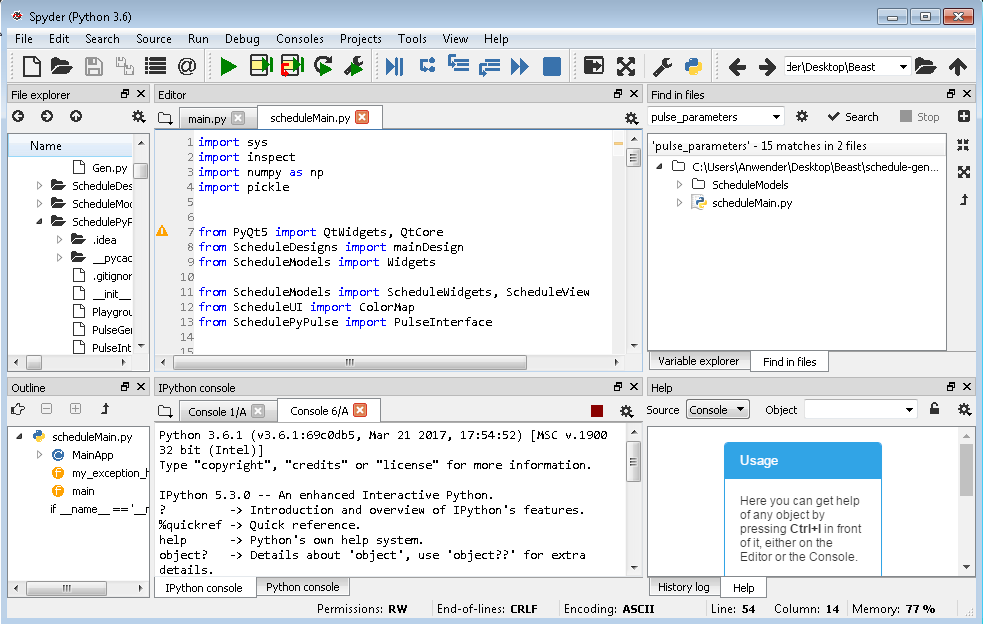 Spyder (Python 3.6)
File Edit Search Source Run Debug Consoles Projects Tools View Help
der\Desktop\Beast
File explorer
Name
Gen.py
ScheduleDes
ScheduleMod
SchedulePyP
.idea
__pycac
.gitignor
__init__
Playgrou
PulseGe
PulseInt
Editor
main.py scheduleMain.py
1 import sys
2 import inspect
3 import numpy as np
4 import pickle
5
6
7 from PyQt5 import QtWidgets, QtCore
8 from ScheduleDesigns import mainDesign
9 from ScheduleModels import Widgets
10
11 from ScheduleModels import ScheduleWidgets, ScheduleView
12 from ScheduleUI import ColorMap
13 from SchedulePyPulse import PulseInterface
14
15
Find in files
pulse_parameters Search Stop
'pulse_parameters' - 15 matches in 2 files
C:\Users\Anwender\Desktop\Beast\schedule-gen...
ScheduleModels
scheduleMain.py
Variable explorer Find in files
Outline
scheduleMain.py
MainApp
my_exception_h
main
if __name__ == '__m
IPython console
Console 1/A Console 6/A
Python 3.6.1 (v3.6.1:69c0db5, Mar 21 2017, 17:54:52) [MSC v.1900
32 bit (Intel)]
Type "copyright", "credits" or "license" for more information.
IPython 5.3.0 -- An enhanced Interactive Python.
? -> Introduction and overview of IPython's features.
%quickref -> Quick reference.
help -> Python's own help system.
object? -> Details about 'object', use 'object??' for extra
details.
IPython console Python console
Help
Source Console Object
Usage
Here you can get help
of any object by
pressing Ctrl+I in front
of it, either on the
Editor or the Console.
History log Help
Permissions: RW End-of-lines: CRLF Encoding: ASCII Line: 54 Column: 14 Memory: 77 %